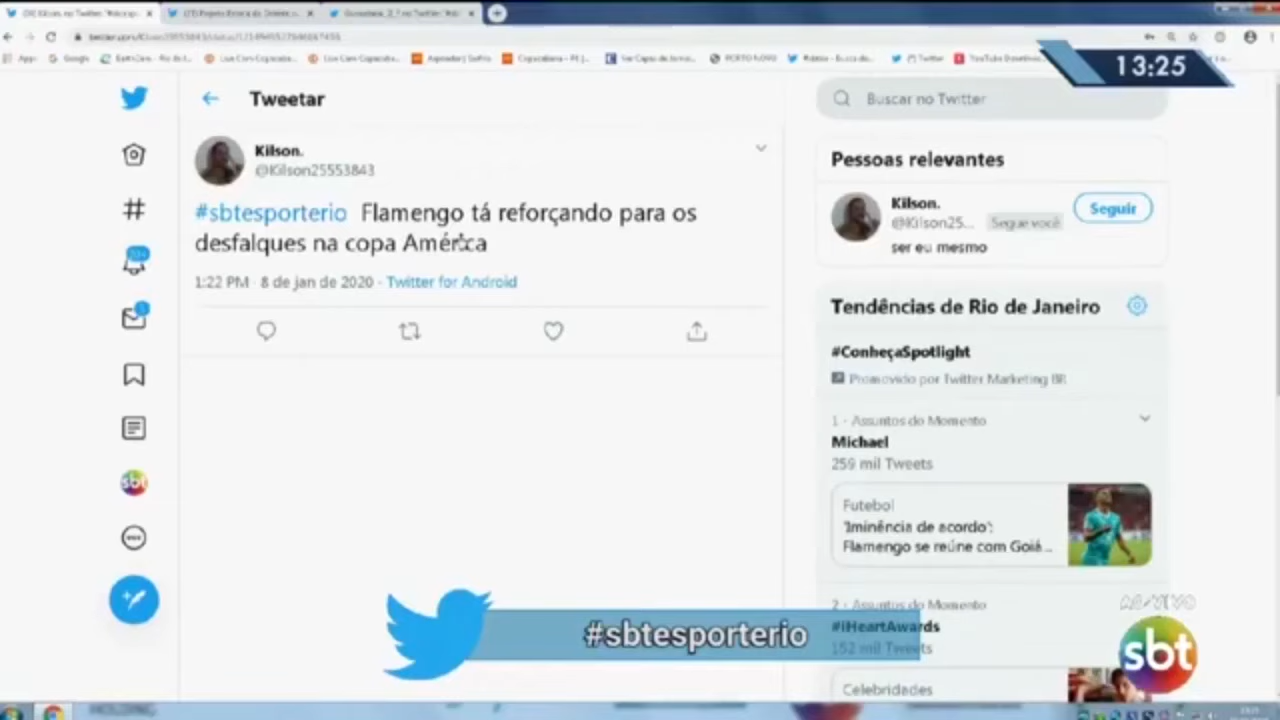 13:25
Google
Tweetar
Buscar no Twitter
Kilson.
@Kilson25553843
#sbtesporterio Flamengo tá reforçando para os
desfalques na copa América
1:22 PM · 8 de jan de 2020 · Twitter for Android
Pessoas relevantes
Kilson.
@Kilson25... Segue você
Seguir
ser eu mesmo
Tendências de Rio de Janeiro
#ConheçaSpotlight
Promovido por Twitter Marketing BR
1 · Assuntos do Momento
Michael
259 mil Tweets
Futebol
'Iminência de acordo':
Flamengo se reúne com Goiá...
2 · Assuntos do Momento
#iHeartAwards
152 mil Tweets
Celebridades
#sbtesporterio
AO VIVO
sbt
sbt